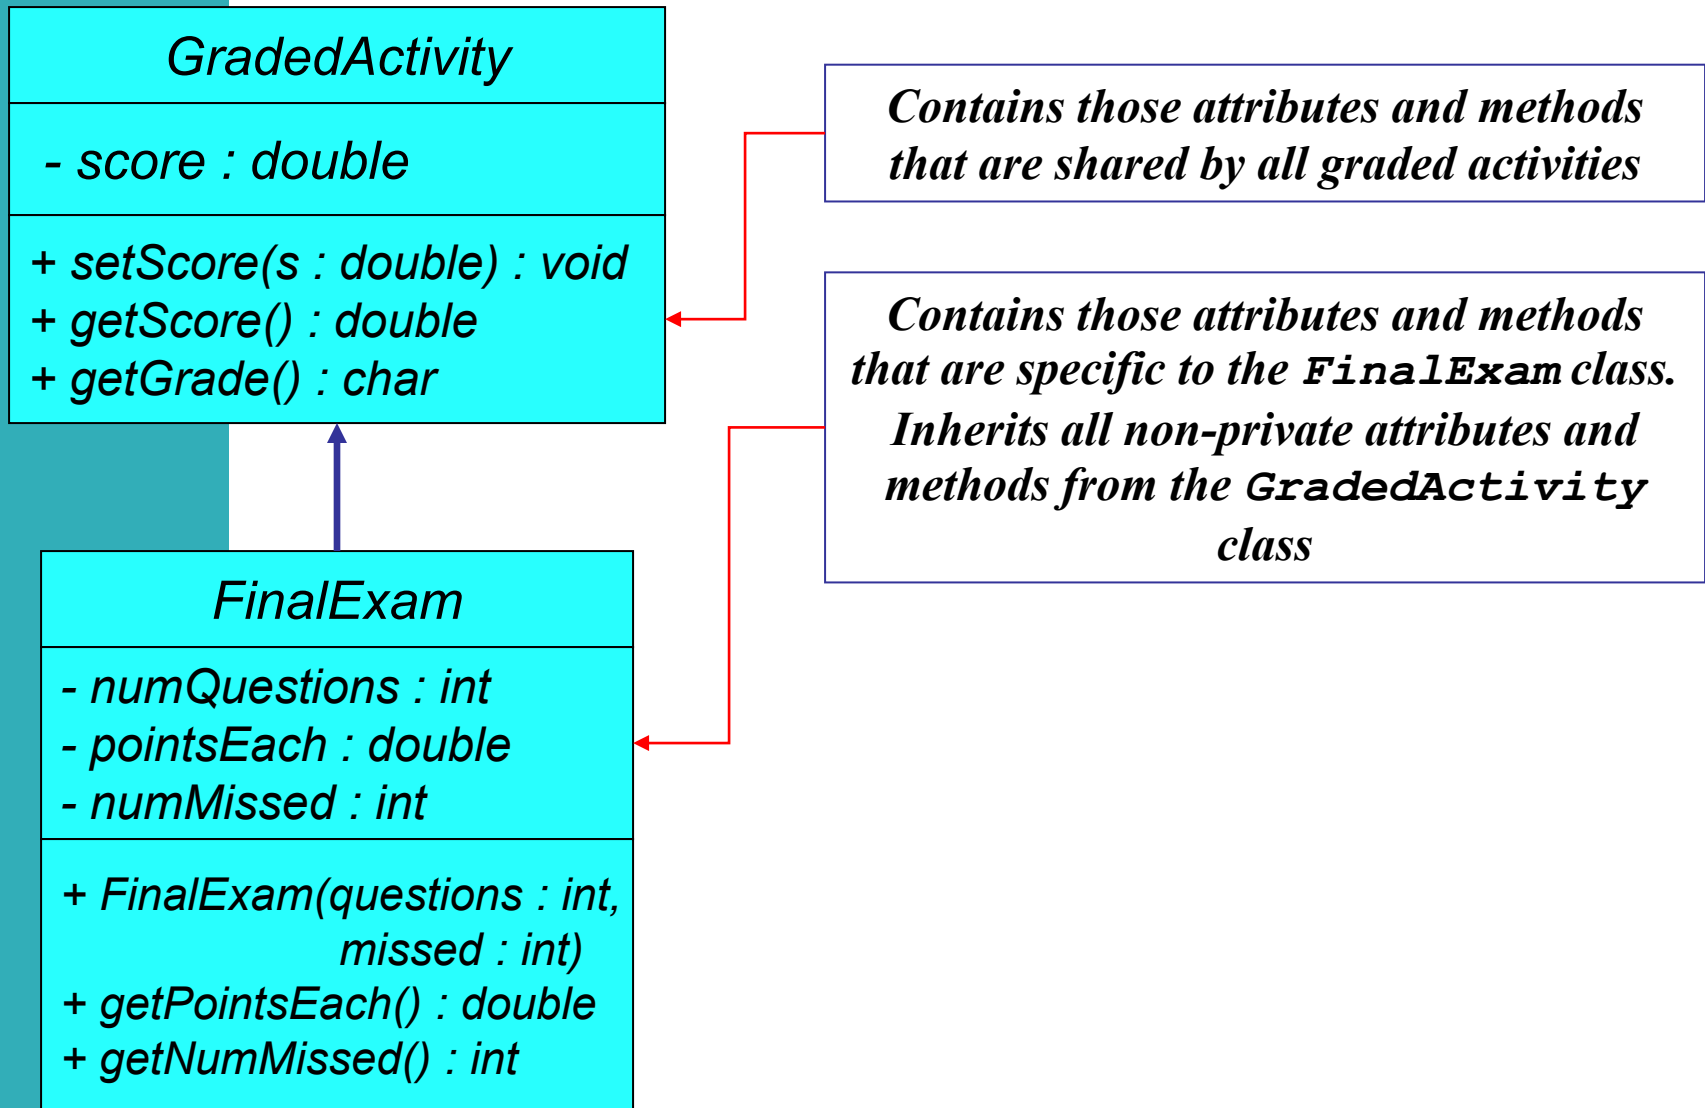 GradedActivity
- score : double
+ setScore(s : double) : void
+ getScore() : double
+ getGrade() : char
Contains those attributes and methods
that are shared by all graded activities
Contains those attributes and methods
that are specific to the FinalExam class.
Inherits all non-private attributes and
methods from the GradedActivity
class
FinalExam
- numQuestions : int
- pointsEach : double
- numMissed : int
+ FinalExam(questions : int,
missed : int)
+ getPointsEach() : double
+ getNumMissed() : int